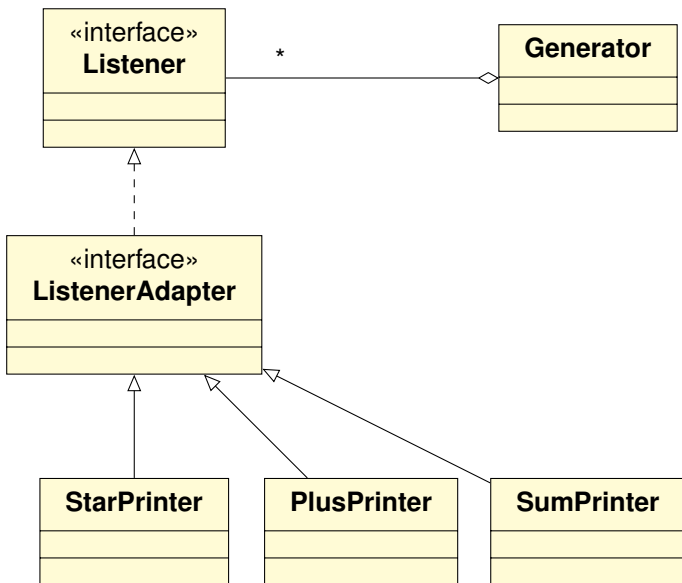 «interface»
Listener
*
Generator
«interface»
ListenerAdapter
StarPrinter
PlusPrinter
SumPrinter